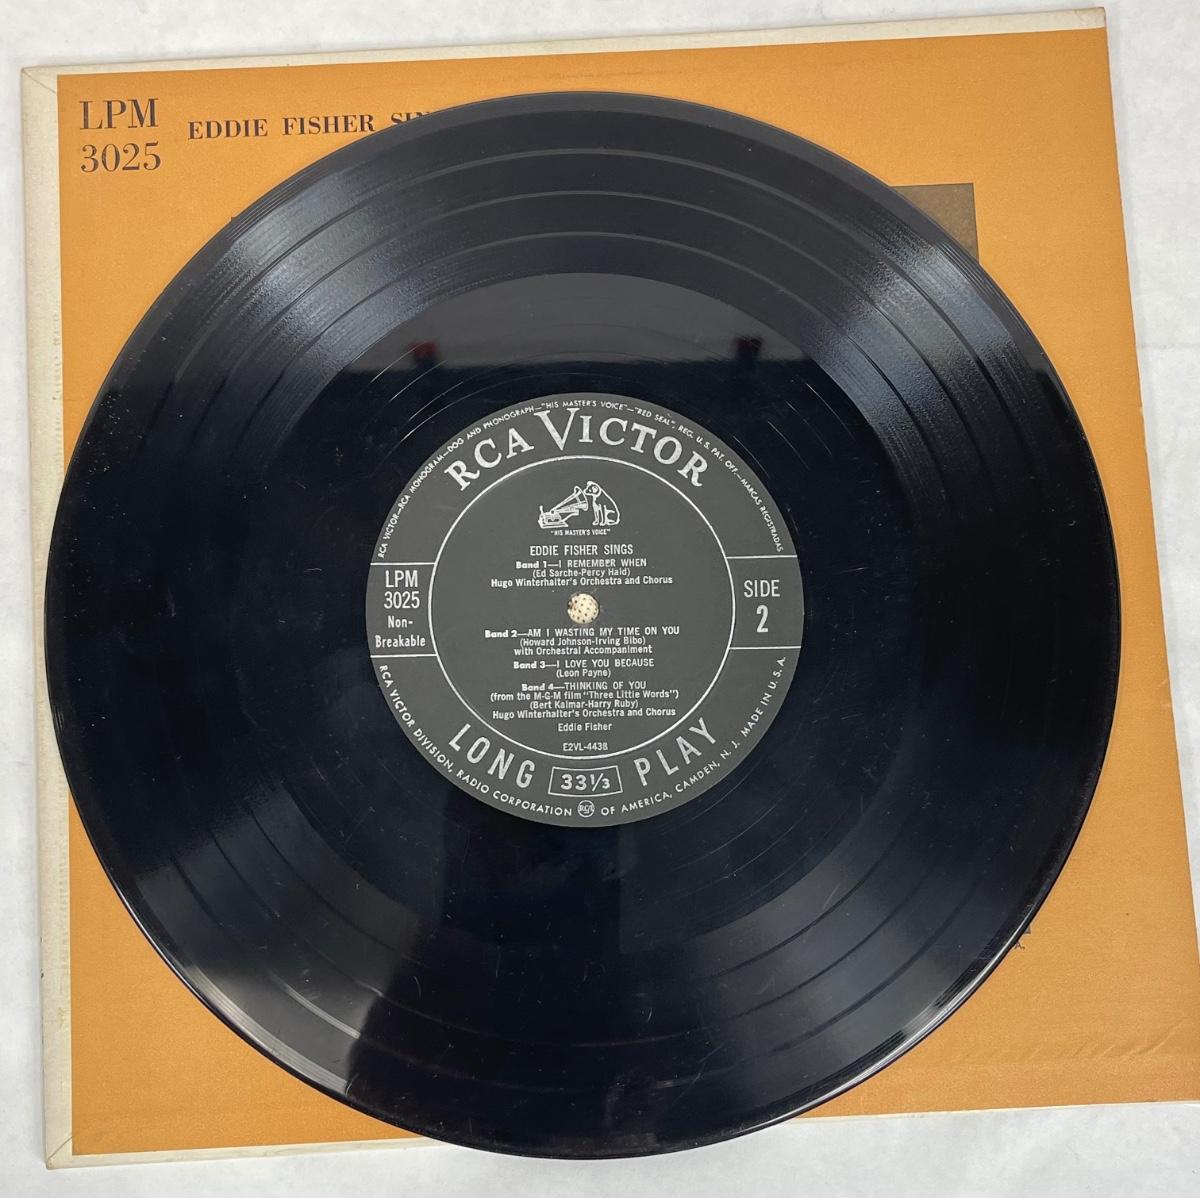 LPM
3025
EDDIE FISHER
RCA VICTOR—RCA MONOGRAM—DOG AND PHONOGRAPH—"HIS MASTER'S VOICE"—"RED SEAL", REG. U. S. PAT. OFF.—MARCAS REGISTRADAS
RCA VICTOR
"HIS MASTER'S VOICE"
EDDIE FISHER SINGS
Band 1—I REMEMBER WHEN
(Ed Sarche-Percy Haid)
Hugo Winterhalter's Orchestra and Chorus
LPM
3025
Non-
Breakable
SIDE
2
Band 2—AM I WASTING MY TIME ON YOU
(Howard Johnson-Irving Bibo)
with Orchestral Accompaniment
Band 3—I LOVE YOU BECAUSE
(Leon Payne)
Band 4—THINKING OF YOU
(from the M-G-M film "Three Little Words")
(Bert Kalmar-Harry Ruby)
Hugo Winterhalter's Orchestra and Chorus
Eddie Fisher
E2VL-4438
LONG 33⅓ PLAY
RCA VICTOR DIVISION, RADIO CORPORATION RCA OF AMERICA, CAMDEN, N. J. MADE IN U. S. A.